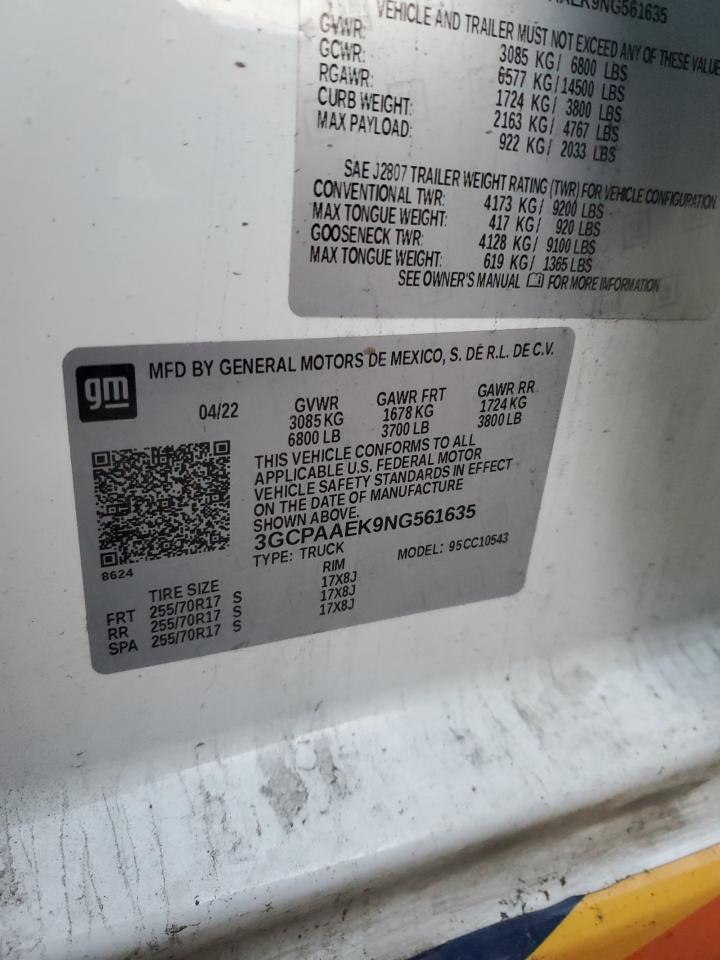 AAEK9NG561635
VEHICLE AND TRAILER MUST NOT EXCEED ANY OF THESE VALUE
GVWR: 3085 KG/ 6800 LBS
GCWR: 6577 KG/14500 LBS
RGAWR: 1724 KG/ 3800 LBS
CURB WEIGHT: 2163 KG/ 4767 LBS
MAX PAYLOAD: 922 KG/ 2033 LBS
SAE J2807 TRAILER WEIGHT RATING (TWR) FOR VEHICLE CONFIGURATION
CONVENTIONAL TWR: 4173 KG/ 9200 LBS
MAX TONGUE WEIGHT: 417 KG/ 920 LBS
GOOSENECK TWR: 4128 KG/ 9100 LBS
MAX TONGUE WEIGHT: 619 KG/ 1365 LBS
SEE OWNER'S MANUAL FOR MORE INFORMATION
gm
MFD BY GENERAL MOTORS DE MEXICO, S. DE R.L. DE C.V.
04/22 GVWR GAWR FRT GAWR RR
3085 KG 1678 KG 1724 KG
6800 LB 3700 LB 3800 LB
THIS VEHICLE CONFORMS TO ALL
APPLICABLE U.S. FEDERAL MOTOR
VEHICLE SAFETY STANDARDS IN EFFECT
ON THE DATE OF MANUFACTURE
SHOWN ABOVE.
3GCPAAEK9NG561635
TYPE: TRUCK MODEL: 95CC10543
8624
TIRE SIZE RIM
FRT 255/70R17 S 17X8J
RR 255/70R17 S 17X8J
SPA 255/70R17 S 17X8J